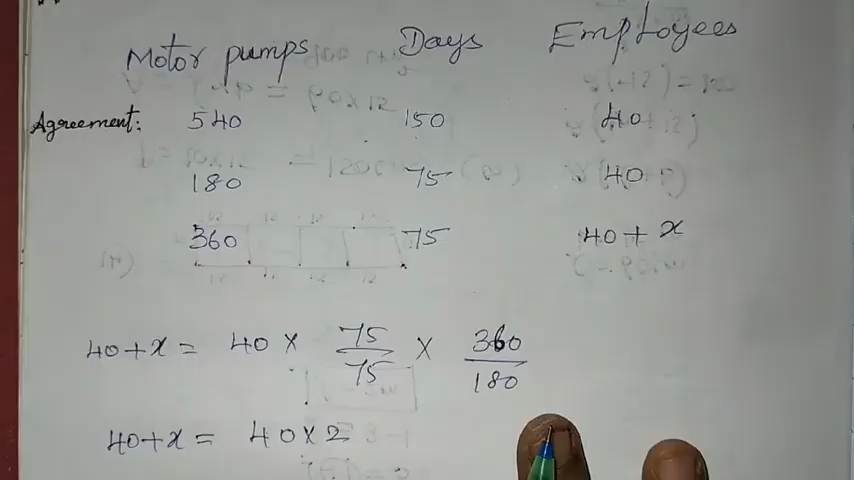 Motor pumps Days Employees
Agreement: 540 150 40
180 75 40
360 75 40 + x
40 + x = 40 × 75/75 × 360/180
40 + x = 40 × 2